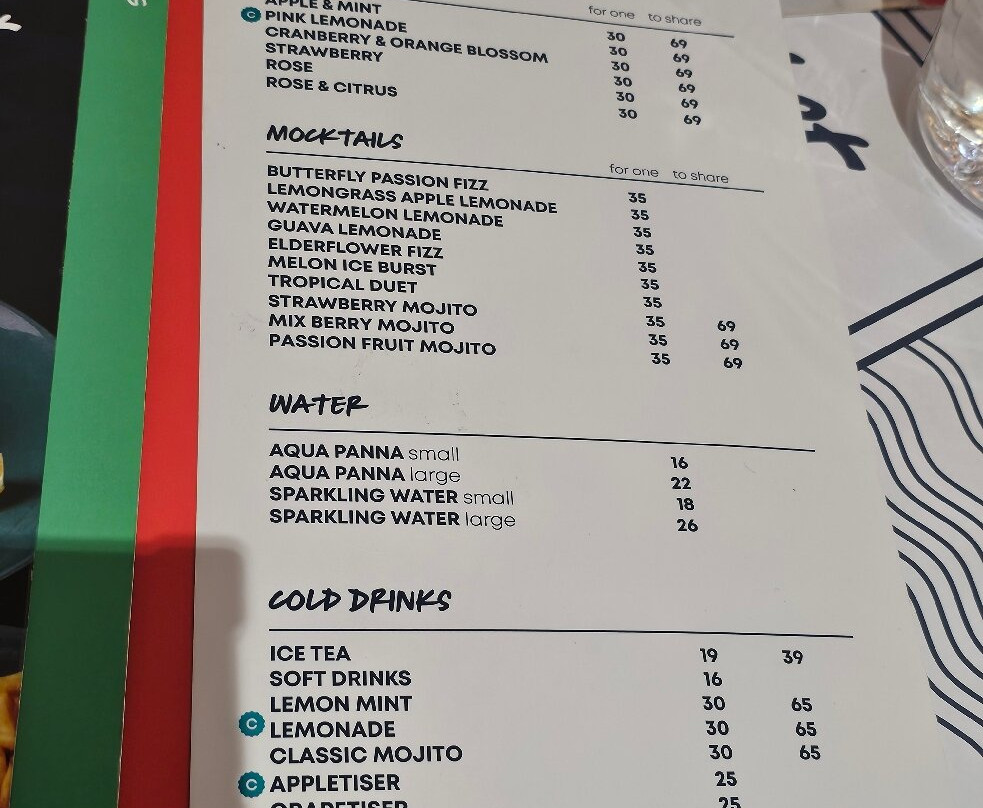 APPLE & MINT for one to share
C PINK LEMONADE 30 69
CRANBERRY & ORANGE BLOSSOM 30 69
STRAWBERRY 30 69
ROSE 30 69
ROSE & CITRUS 30 69
30 69
MOCKTAILS
for one to share
BUTTERFLY PASSION FIZZ 35
LEMONGRASS APPLE LEMONADE 35
WATERMELON LEMONADE 35
GUAVA LEMONADE 35
ELDERFLOWER FIZZ 35
MELON ICE BURST 35
TROPICAL DUET 35
STRAWBERRY MOJITO 35 69
MIX BERRY MOJITO 35 69
PASSION FRUIT MOJITO 35 69
WATER
AQUA PANNA small 16
AQUA PANNA large 22
SPARKLING WATER small 18
SPARKLING WATER large 26
COLD DRINKS
ICE TEA 19 39
SOFT DRINKS 16
LEMON MINT 30 65
C LEMONADE 30 65
CLASSIC MOJITO 30 65
C APPLETISER 25
GRAPETISER 25